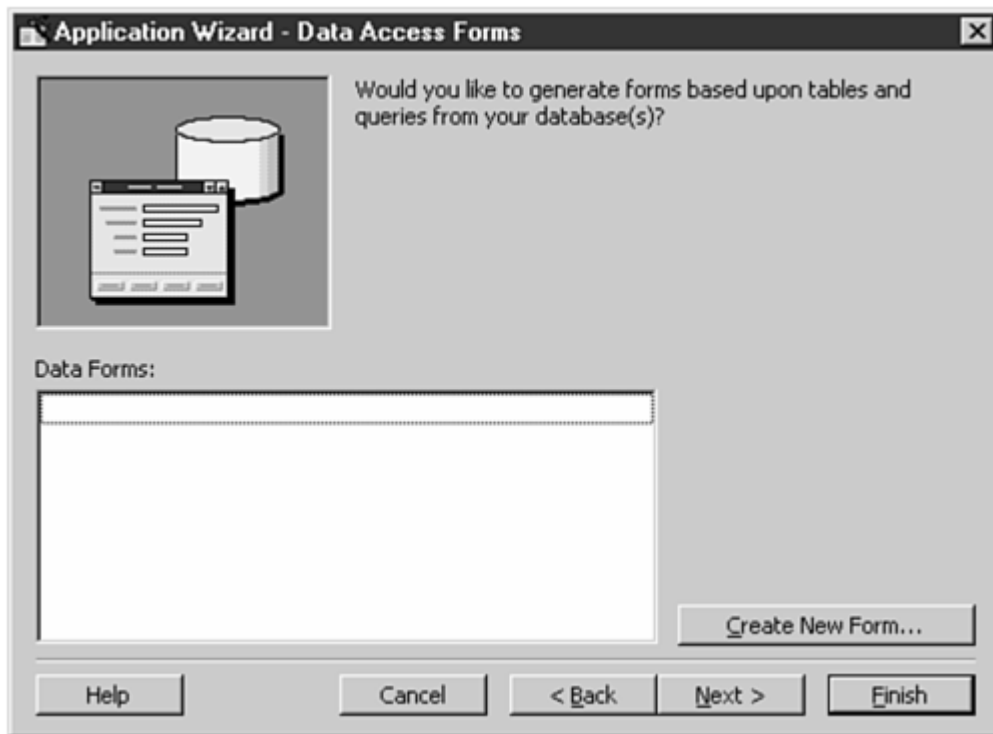 Application Wizard - Data Access Forms
Would you like to generate forms based upon tables and
queries from your database(s)?
Data Forms:
Create New Form...
Help
Cancel
< Back
Next >
Finish